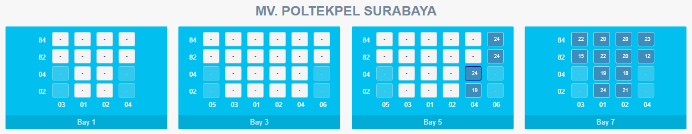 MV. POLTEKPEL SURABAYA
84 - - - -
82 - - - -
04 - -
02 - -
03 01 02 04
Bay 1
84 - - - - -
82 - - - - -
04 - - - -
02 - - - -
05 03 01 02 04 06
Bay 3
84 - - - - - 24
82 - - - - - 24
04 - - - 24
02 - - - 18
05 03 01 02 04 06
Bay 5
84 22 20 20 23
82 15 22 28 12
04 19 18
02 24 21
03 01 02 04
Bay 7